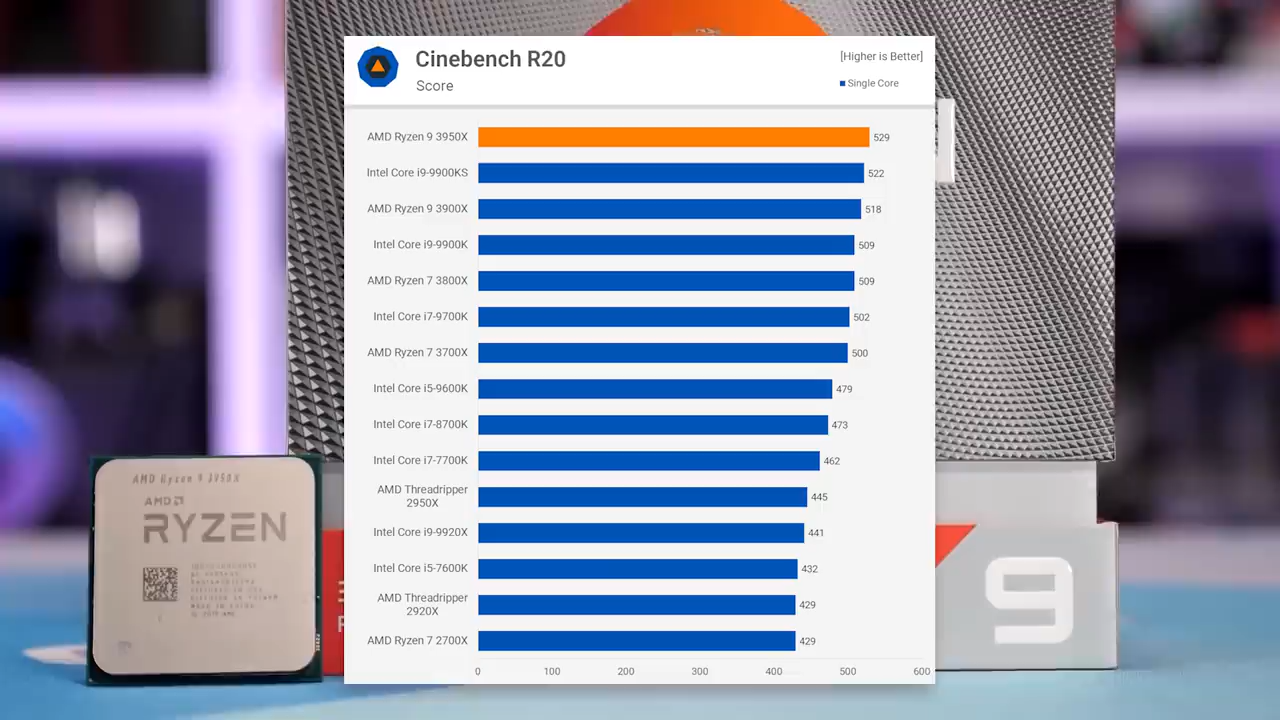 Cinebench R20
Score
[Higher is Better]
Single Core
AMD Ryzen 9 3950X 529
Intel Core i9-9900KS 522
AMD Ryzen 9 3900X 518
Intel Core i9-9900K 509
AMD Ryzen 7 3800X 509
Intel Core i7-9700K 502
AMD Ryzen 7 3700X 500
Intel Core i5-9600K 479
Intel Core i7-8700K 473
Intel Core i7-7700K 462
AMD Threadripper
2950X 445
Intel Core i9-9920X 441
Intel Core i5-7600K 432
AMD Threadripper
2920X 429
AMD Ryzen 7 2700X 429
0 100 200 300 400 500 600
AMD Ryzen 9 3950X
AMD
RYZEN
9